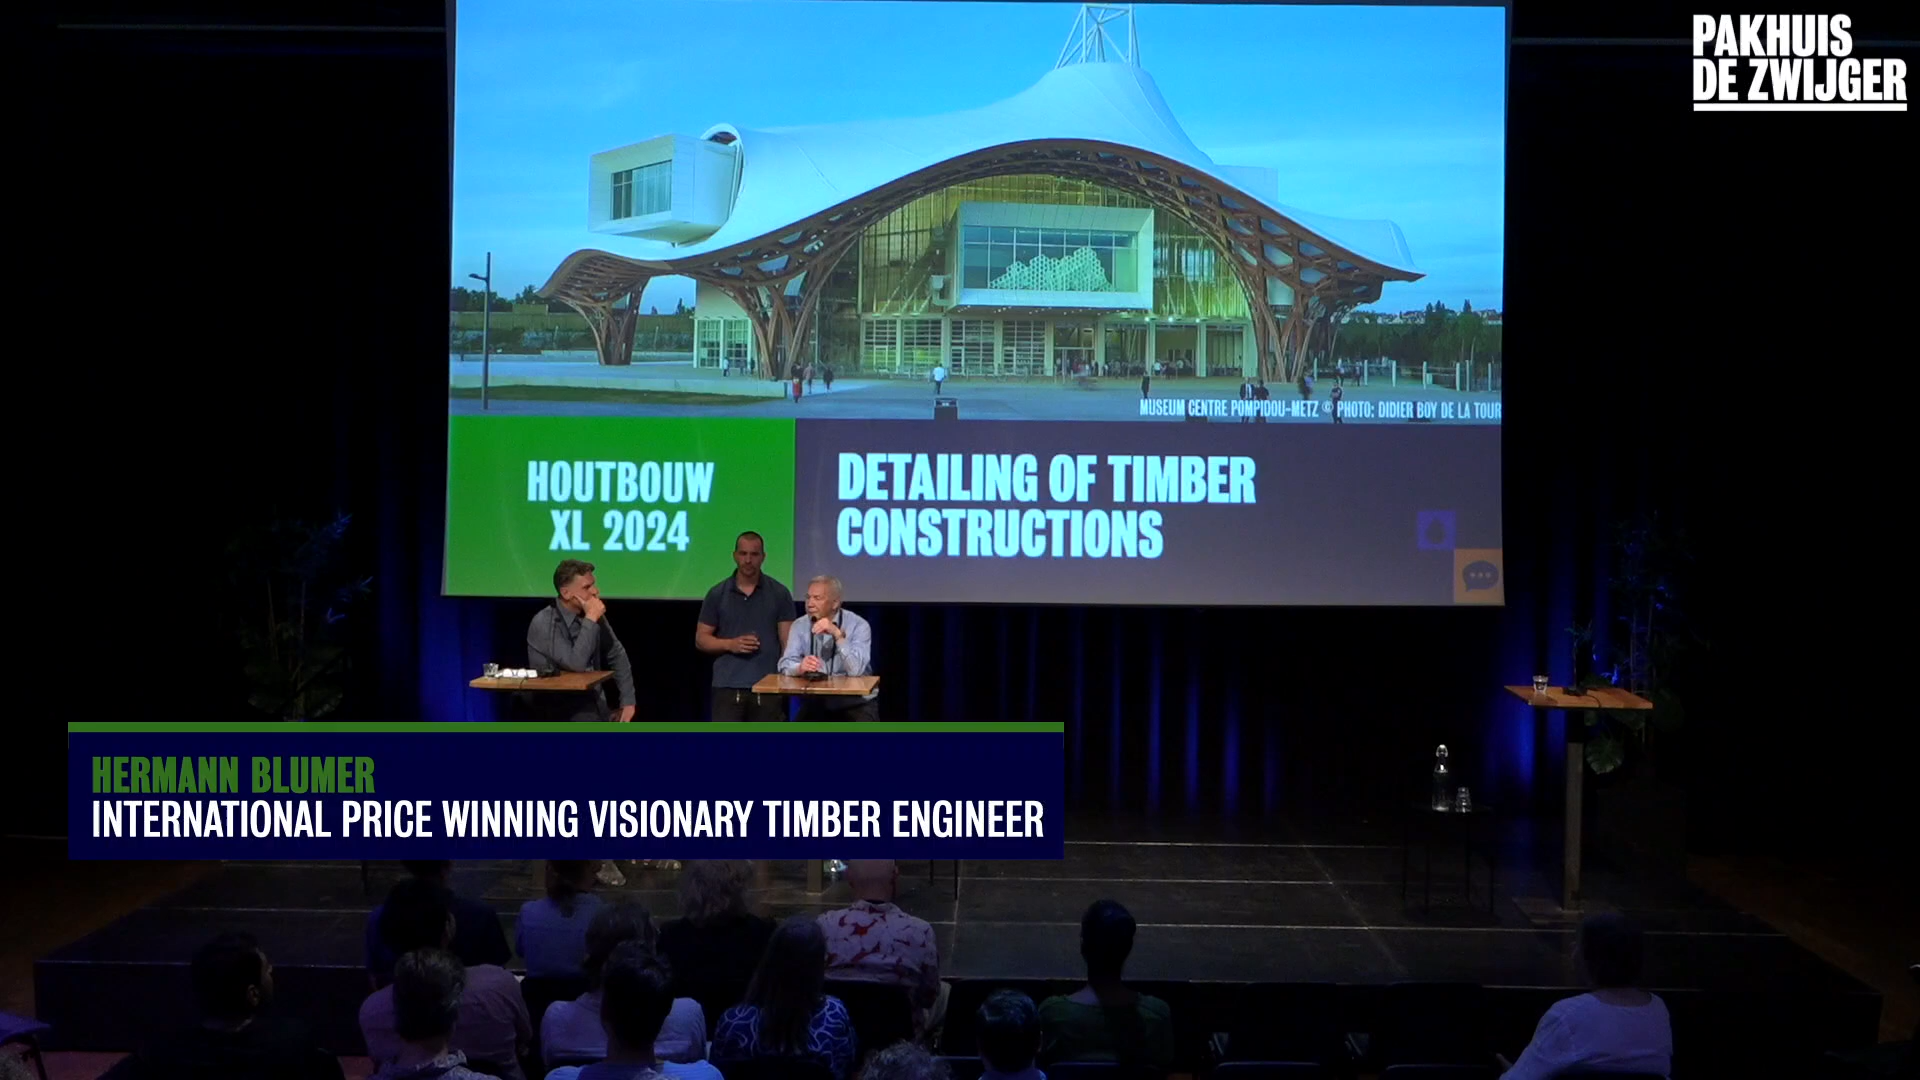 PAKHUIS
DE ZWIJGER
MUSEUM CENTRE POMPIDOU-METZ © PHOTO: DIDIER BOY DE LA TOUR
HOUTBOUW
XL 2024
DETAILING OF TIMBER
CONSTRUCTIONS
HERMANN BLUMER
INTERNATIONAL PRICE WINNING VISIONARY TIMBER ENGINEER